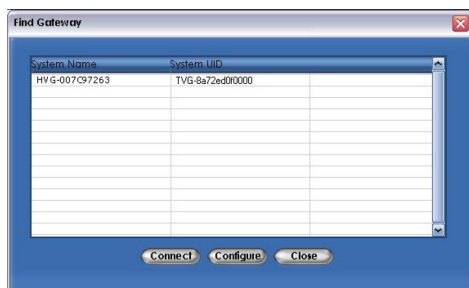 Find Gateway
System Name System UID
HVG-007C97263 TVG-8a72ed0f0000
Connect Configure Close